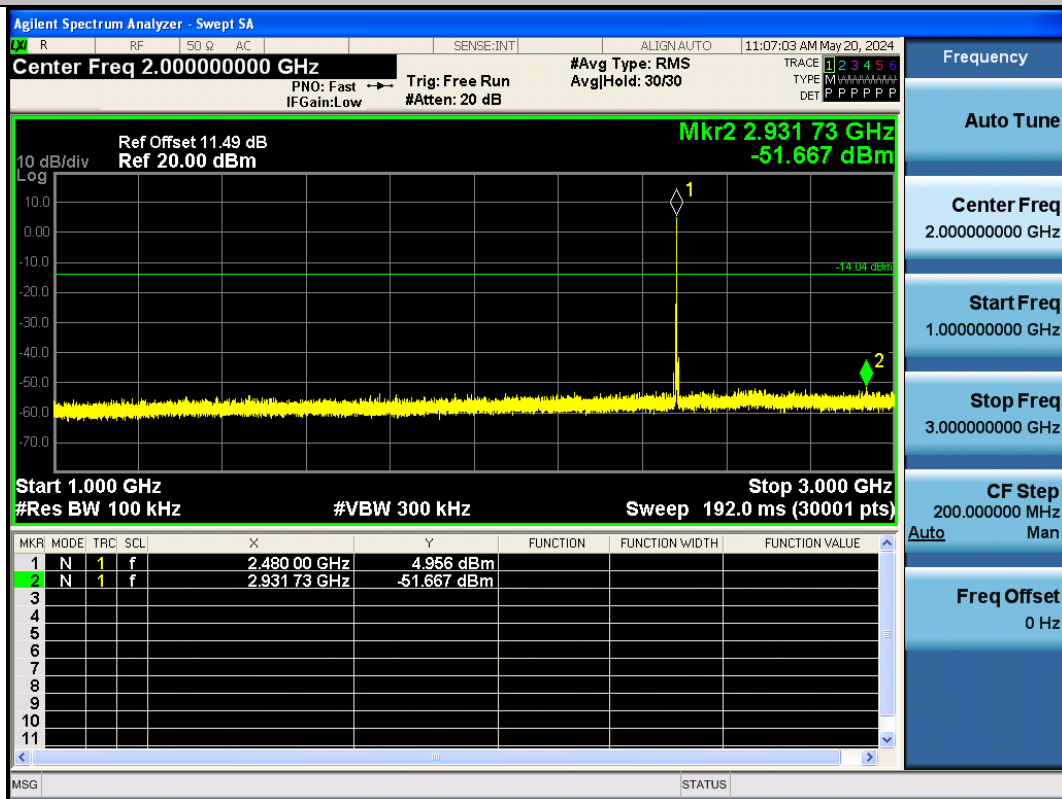 Agilent Spectrum Analyzer - Swept SA
LXI R RF 50 Ω AC SENSE:INT ALIGN AUTO 11:07:03 AM May 20, 2024
Center Freq 2.000000000 GHz
PNO: Fast
IFGain:Low
Trig: Free Run
#Atten: 20 dB
#Avg Type: RMS
Avg|Hold: 30/30
TRACE 1 2 3 4 5 6
TYPE M
DET P P P P P P
Mkr2 2.931 73 GHz
-51.667 dBm
Ref Offset 11.49 dB
10 dB/div Ref 20.00 dBm
Log
10.0
0.00
-10.0
-20.0
-30.0
-40.0
-50.0
-60.0
-70.0
1
-14.04 dBm
2
Start 1.000 GHz Stop 3.000 GHz
#Res BW 100 kHz #VBW 300 kHz Sweep 192.0 ms (30001 pts)
MKR MODE TRC SCL X Y FUNCTION FUNCTION WIDTH FUNCTION VALUE
1 N 1 f 2.480 00 GHz 4.956 dBm
2 N 1 f 2.931 73 GHz -51.667 dBm
3
4
5
6
7
8
9
10
11
MSG STATUS
Frequency
Auto Tune
Center Freq
2.000000000 GHz
Start Freq
1.000000000 GHz
Stop Freq
3.000000000 GHz
CF Step
200.000000 MHz
Auto Man
Freq Offset
0 Hz